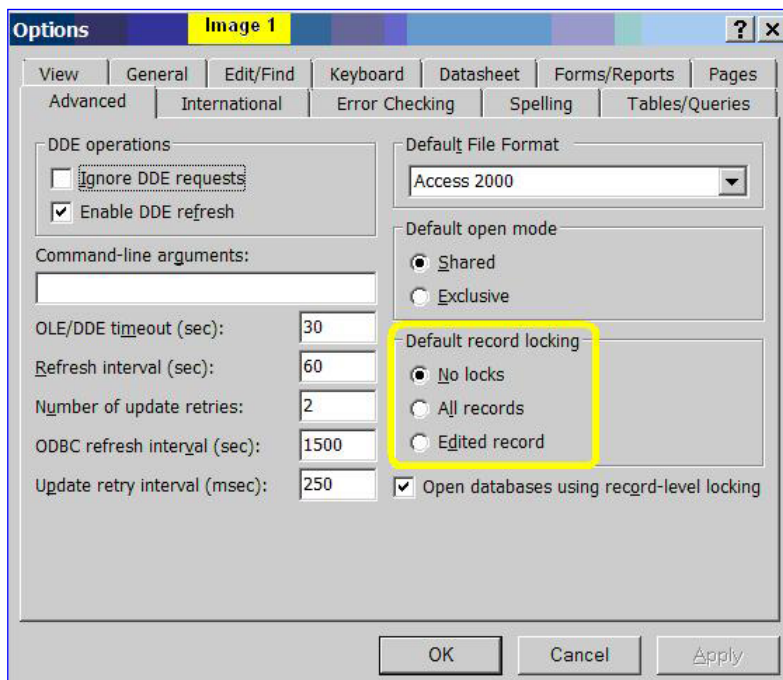 Options
Image 1
View General Edit/Find Keyboard Datasheet Forms/Reports Pages
Advanced International Error Checking Spelling Tables/Queries
DDE operations
Ignore DDE requests
Enable DDE refresh
Command-line arguments:
OLE/DDE timeout (sec): 30
Refresh interval (sec): 60
Number of update retries: 2
ODBC refresh interval (sec): 1500
Update retry interval (msec): 250
Default File Format
Access 2000
Default open mode
Shared
Exclusive
Default record locking
No locks
All records
Edited record
Open databases using record-level locking
OK Cancel Apply